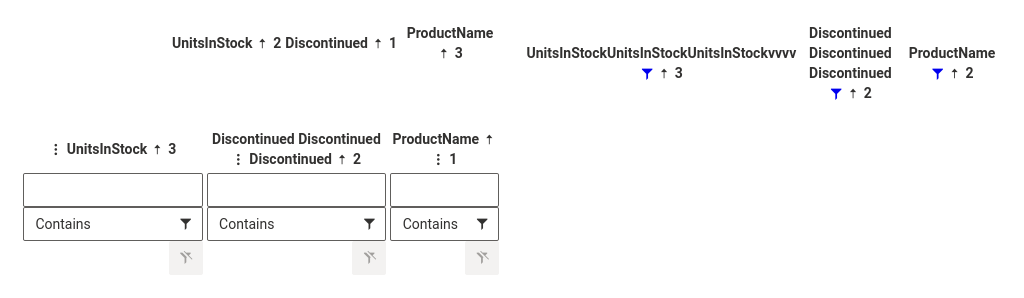 UnitsInStock ↑ 2 Discontinued ↑ 1
ProductName
↑ 3
UnitsInStockUnitsInStockUnitsInStockvvvv
↑ 3
Discontinued
Discontinued
Discontinued
↑ 2
ProductName
↑ 2
⋮ UnitsInStock ↑ 3
Discontinued Discontinued
⋮ Discontinued ↑ 2
ProductName ↑
⋮ 1
Contains
Contains
Contains